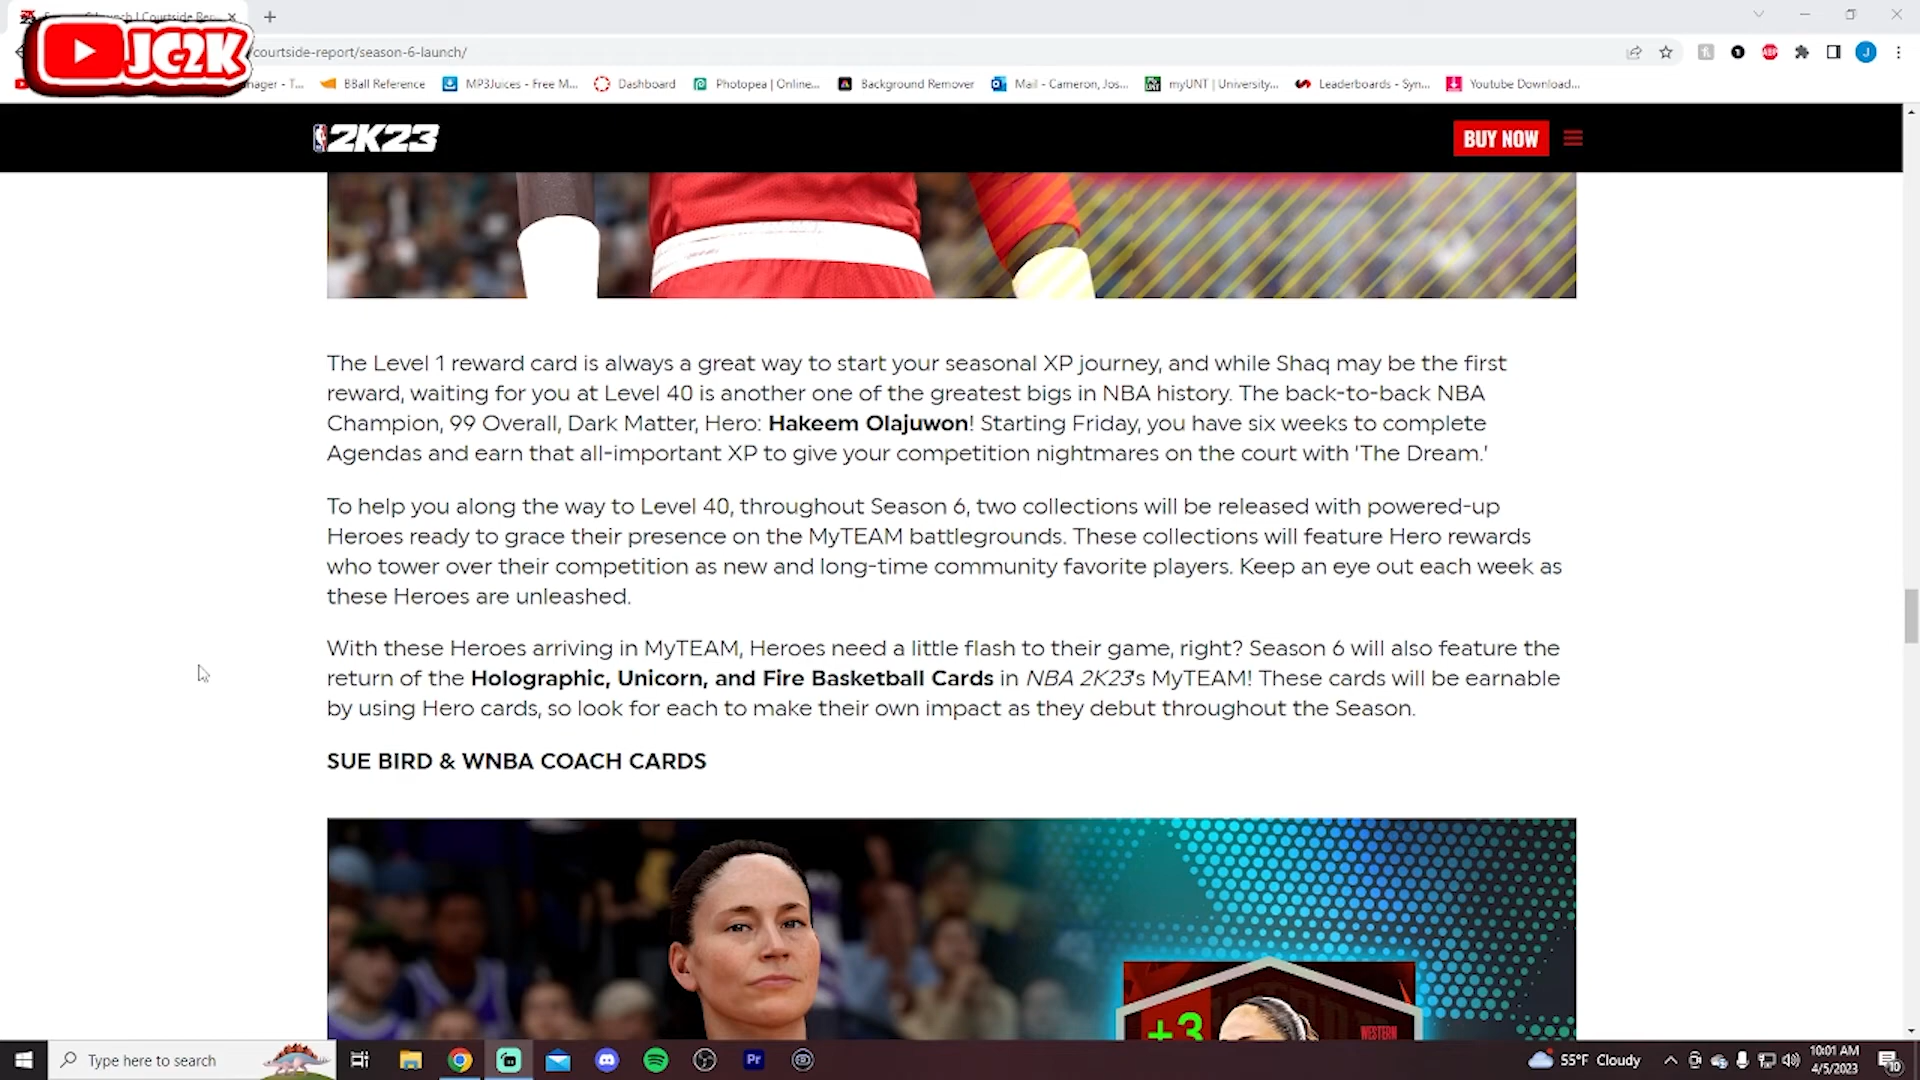 JC2K
courtside-report/season-6-launch/
nager - T... BBall Reference MP3Juices - Free M... Dashboard Photopea | Online... Background Remover Mail - Cameron, Jos... myUNT | University... Leaderboards - Syn... Youtube Download...
2K23 BUY NOW
The Level 1 reward card is always a great way to start your seasonal XP journey, and while Shaq may be the first
reward, waiting for you at Level 40 is another one of the greatest bigs in NBA history. The back-to-back NBA
Champion, 99 Overall, Dark Matter, Hero: Hakeem Olajuwon! Starting Friday, you have six weeks to complete
Agendas and earn that all-important XP to give your competition nightmares on the court with 'The Dream.'
To help you along the way to Level 40, throughout Season 6, two collections will be released with powered-up
Heroes ready to grace their presence on the MyTEAM battlegrounds. These collections will feature Hero rewards
who tower over their competition as new and long-time community favorite players. Keep an eye out each week as
these Heroes are unleashed.
With these Heroes arriving in MyTEAM, Heroes need a little flash to their game, right? Season 6 will also feature the
return of the Holographic, Unicorn, and Fire Basketball Cards in NBA 2K23's MyTEAM! These cards will be earnable
by using Hero cards, so look for each to make their own impact as they debut throughout the Season.
SUE BIRD & WNBA COACH CARDS
+3 WESTERN
Type here to search Pr 55°F Cloudy 10:01 AM
4/5/2023